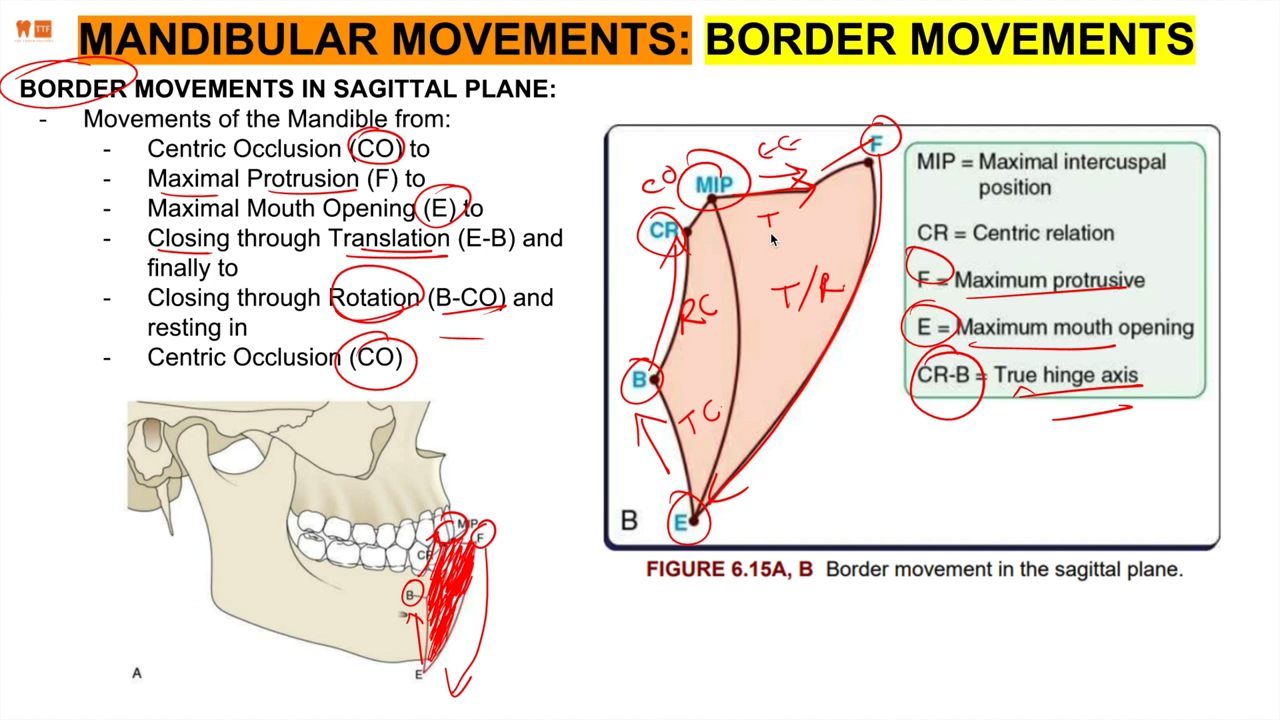 TTF
MANDIBULAR MOVEMENTS: BORDER MOVEMENTS
BORDER MOVEMENTS IN SAGITTAL PLANE:
- Movements of the Mandible from:
- Centric Occlusion (CO) to
- Maximal Protrusion (F) to
- Maximal Mouth Opening (E) to
- Closing through Translation (E-B) and
finally to
- Closing through Rotation (B-CO) and
resting in
- Centric Occlusion (CO)
MIP
F
CR
B
E
A
CO
MIP
F
CR
T
T/R
RC
B
TC
E
B
MIP = Maximal intercuspal
position
CR = Centric relation
F = Maximum protrusive
E = Maximum mouth opening
CR-B = True hinge axis
FIGURE 6.15A, B Border movement in the sagittal plane.